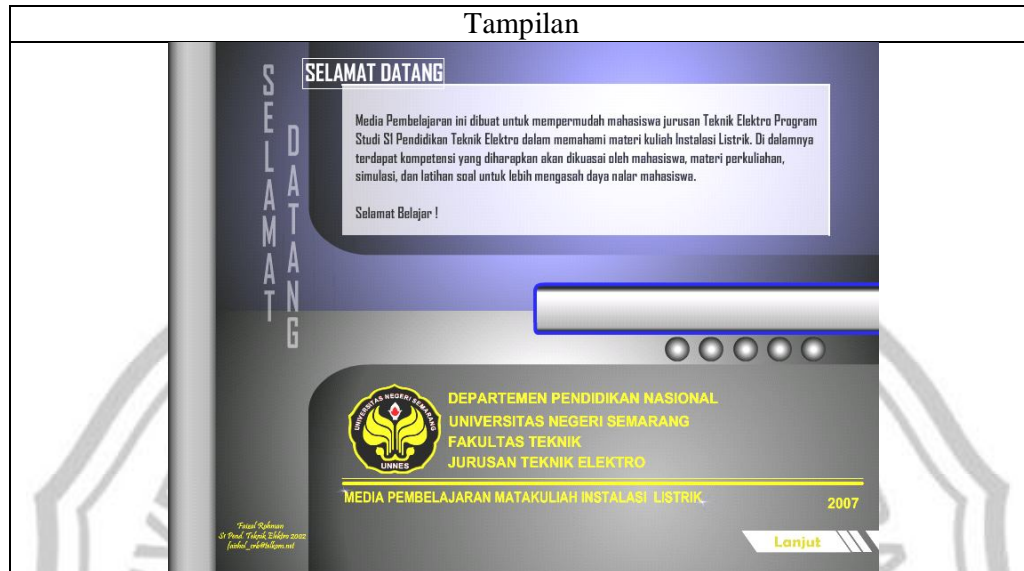 Tampilan
SELAMAT
DATANG
SELAMAT DATANG
Media Pembelajaran ini dibuat untuk mempermudah mahasiswa jurusan Teknik Elektro Program
Studi S1 Pendidikan Teknik Elektro dalam memahami materi kuliah Instalasi Listrik. Di dalamnya
terdapat kompetensi yang diharapkan akan dikuasai oleh mahasiswa, materi perkuliahan,
simulasi, dan latihan soal untuk lebih mengasah daya nalar mahasiswa.
Selamat Belajar !
UNIVERSITAS NEGERI SEMARANG
UNNES
DEPARTEMEN PENDIDIKAN NASIONAL
UNIVERSITAS NEGERI SEMARANG
FAKULTAS TEKNIK
JURUSAN TEKNIK ELEKTRO
MEDIA PEMBELAJARAN MATAKULIAH INSTALASI LISTRIK
2007
Faizal Rohman
S1 Pend. Teknik Elektro 2002
Lanjut